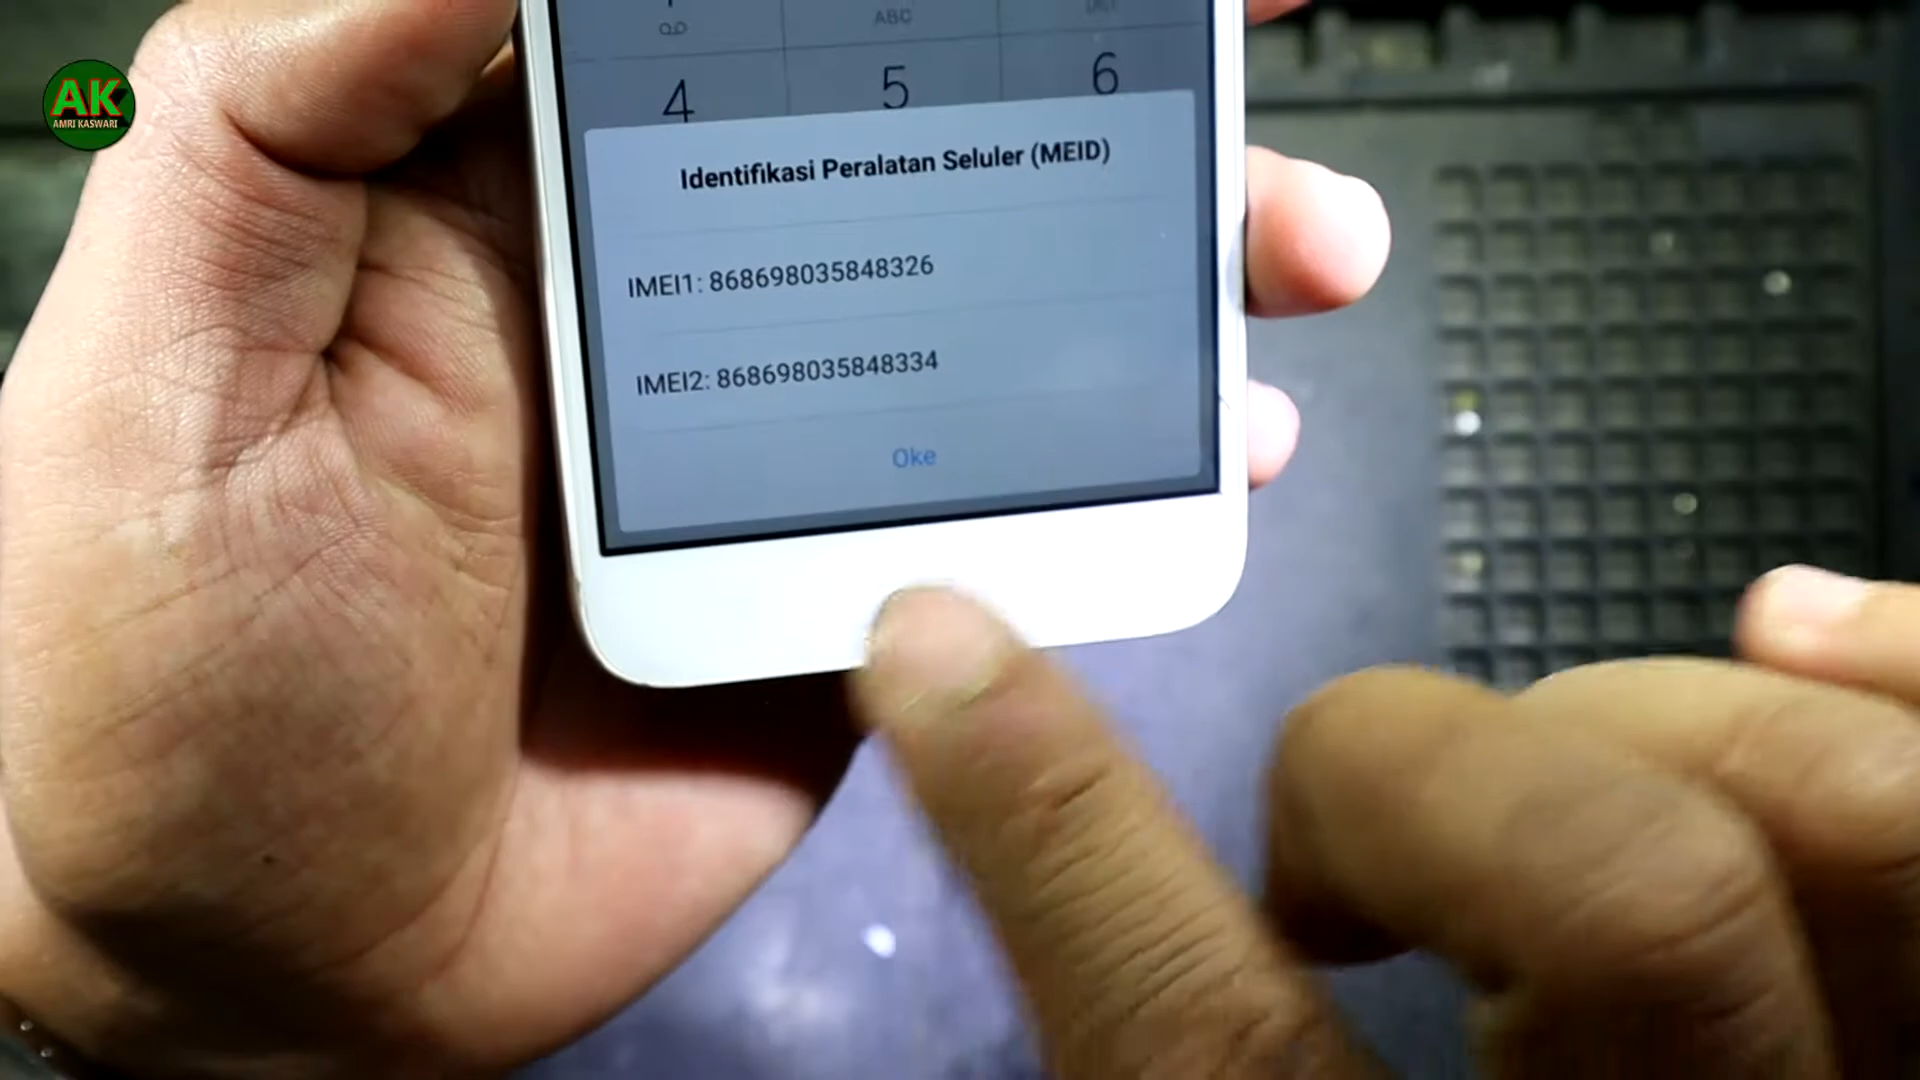 AK
AMRI KASWARI
ABC
4 5 6
Identifikasi Peralatan Seluler (MEID)
IMEI1: 868698035848326
IMEI2: 868698035848334
Oke